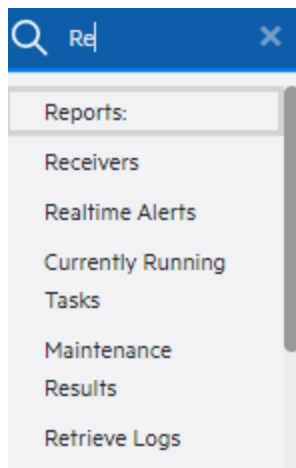 Re
Reports:
Receivers
Realtime Alerts
Currently Running
Tasks
Maintenance
Results
Retrieve Logs